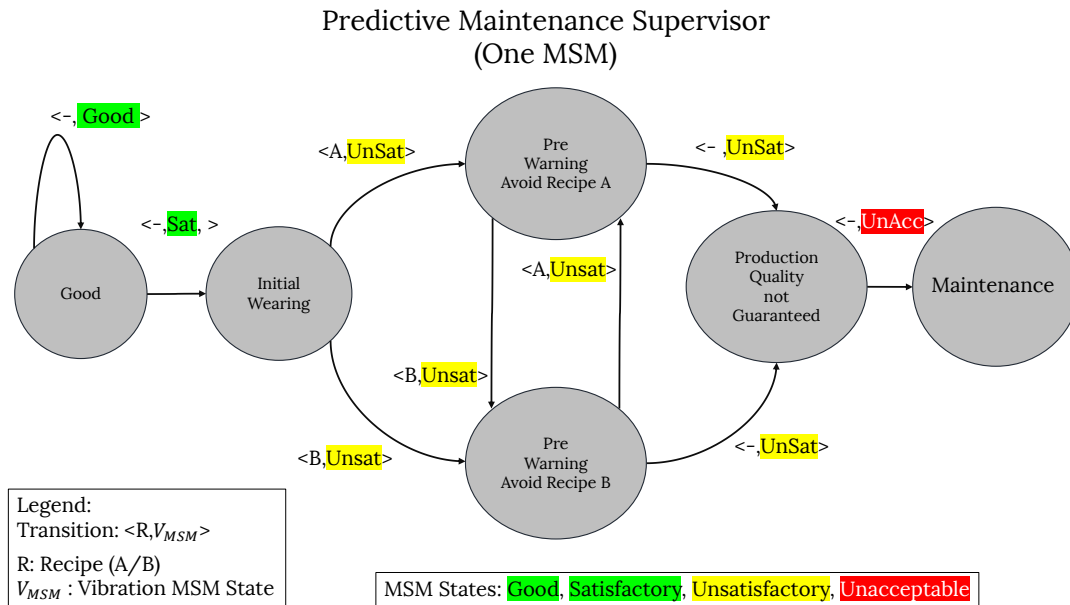 Predictive Maintenance Supervisor
(One MSM)
<-, Good >
<A,UnSat>
Pre
Warning
Avoid Recipe A
<- ,UnSat>
<-,Sat, >
<-,UnAcc>
Good
Initial
Wearing
<A,Unsat>
Production
Quality
not
Guaranteed
Maintenance
<B,Unsat>
<B,Unsat>
Pre
Warning
Avoid Recipe B
<-,UnSat>
Legend:
Transition: <R,V_MSM>
R: Recipe (A/B)
V_MSM : Vibration MSM State
MSM States: Good, Satisfactory, Unsatisfactory, Unacceptable